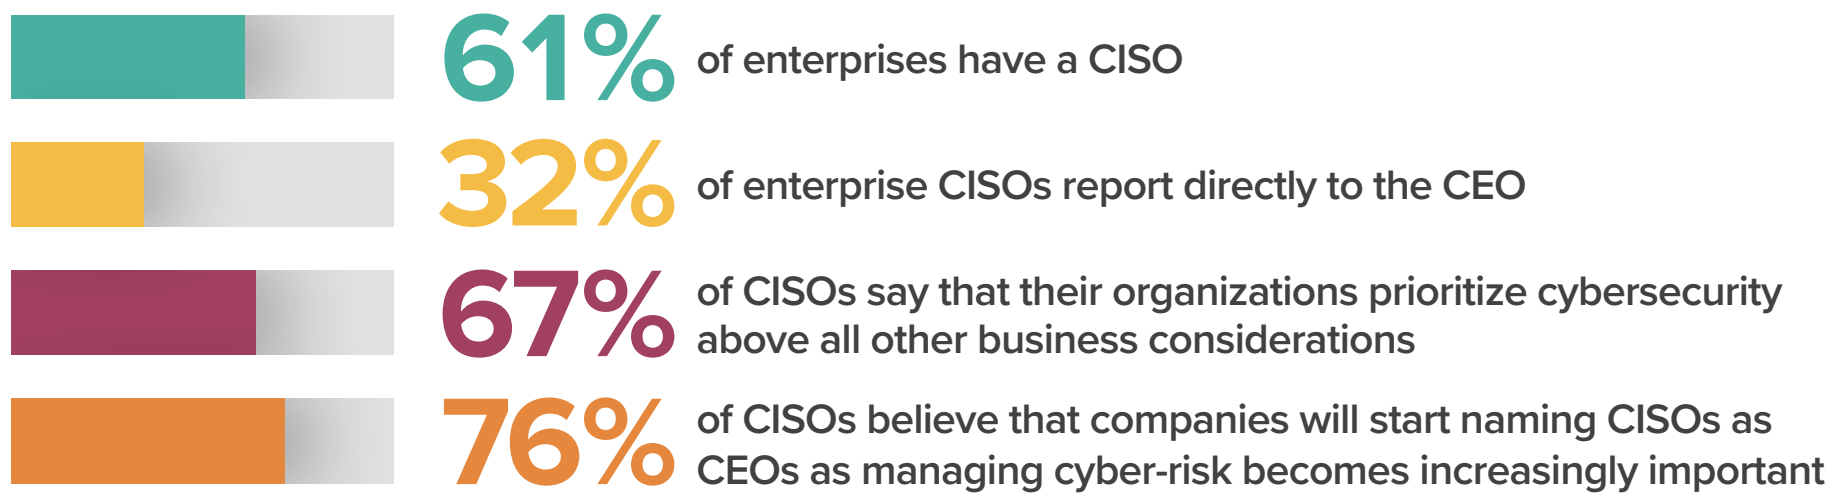 61% of enterprises have a CISO
32% of enterprise CISOs report directly to the CEO
67% of CISOs say that their organizations prioritize cybersecurity
above all other business considerations
76% of CISOs believe that companies will start naming CISOs as
CEOs as managing cyber-risk becomes increasingly important